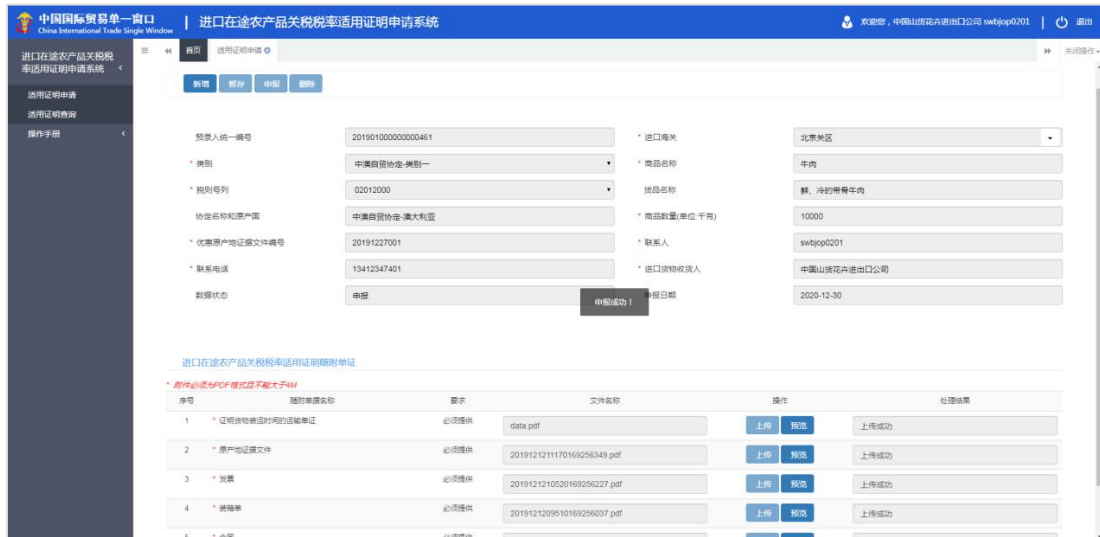 中国国际贸易单一窗口
China International Trade Single Window
进口在途农产品关税税率适用证明申请系统
欢迎您，中国山货花卉进出口公司 swbjop0201
退出
进口在途农产品关税税率适用证明申请系统
适用证明申请
适用证明查询
操作手册
首页 适用证明申请
关闭操作
新增 暂存 申报 删除
预录入统一编号 201901000000000461 * 进口海关 北京关区
* 类别 中澳自贸协定-类别一 * 商品名称 牛肉
* 税则号列 02012000 货品名称 鲜、冷的带骨牛肉
协定名称和原产国 中澳自贸协定-澳大利亚 * 商品数量(单位:千克) 10000
* 优惠原产地证据文件编号 20191227001 * 联系人 swbjop0201
* 联系电话 13412347401 * 进口货物收货人 中国山货花卉进出口公司
数据状态 申报 申报日期 2020-12-30
申报成功！
进口在途农产品关税税率适用证明随附单证
* 附件必须为PDF格式且不能大于4M
序号 随附单据名称 要求 文件名称 操作 处理结果
1 * 证明货物装运时间的运输单证 必须提供 data.pdf 上传 预览 上传成功
2 * 原产地证据文件 必须提供 2019121211170169256349.pdf 上传 预览 上传成功
3 * 发票 必须提供 2019121210520169256227.pdf 上传 预览 上传成功
4 * 装箱单 必须提供 2019121209510169256037.pdf 上传 预览 上传成功